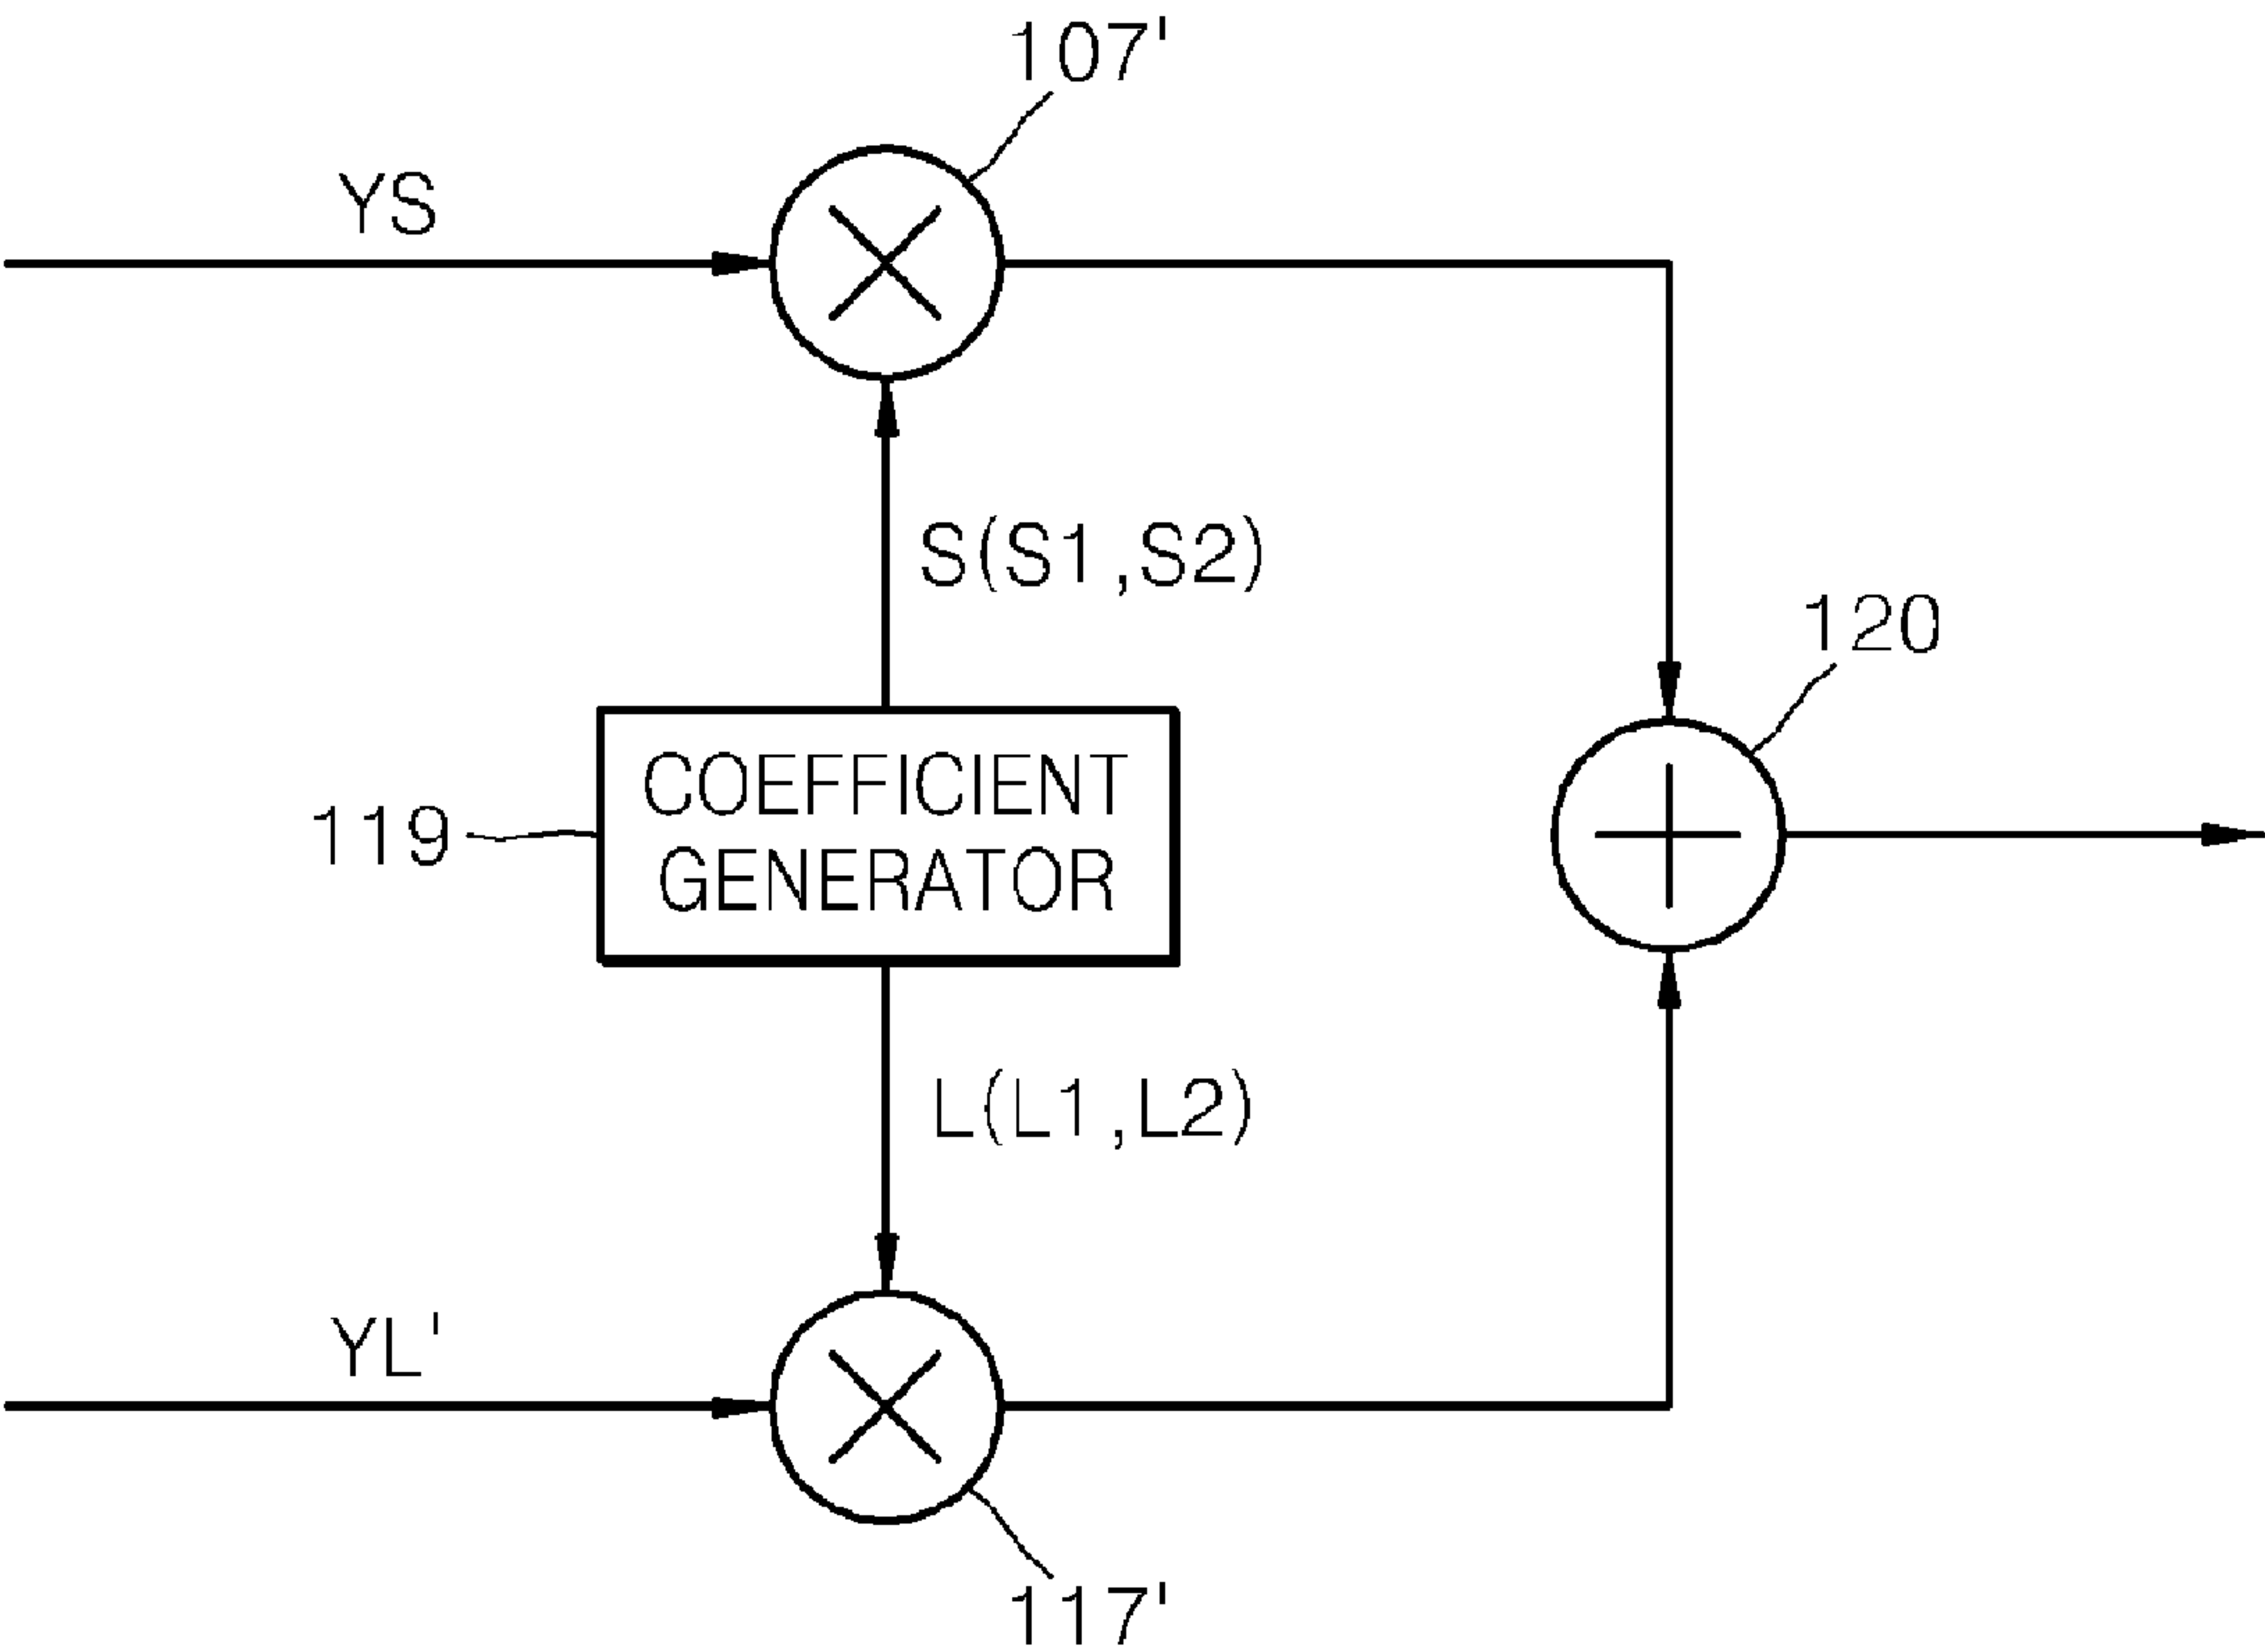 107'
YS
S(S1,S2)
120
COEFFICIENT
GENERATOR
119
L(L1,L2)
YL'
117'